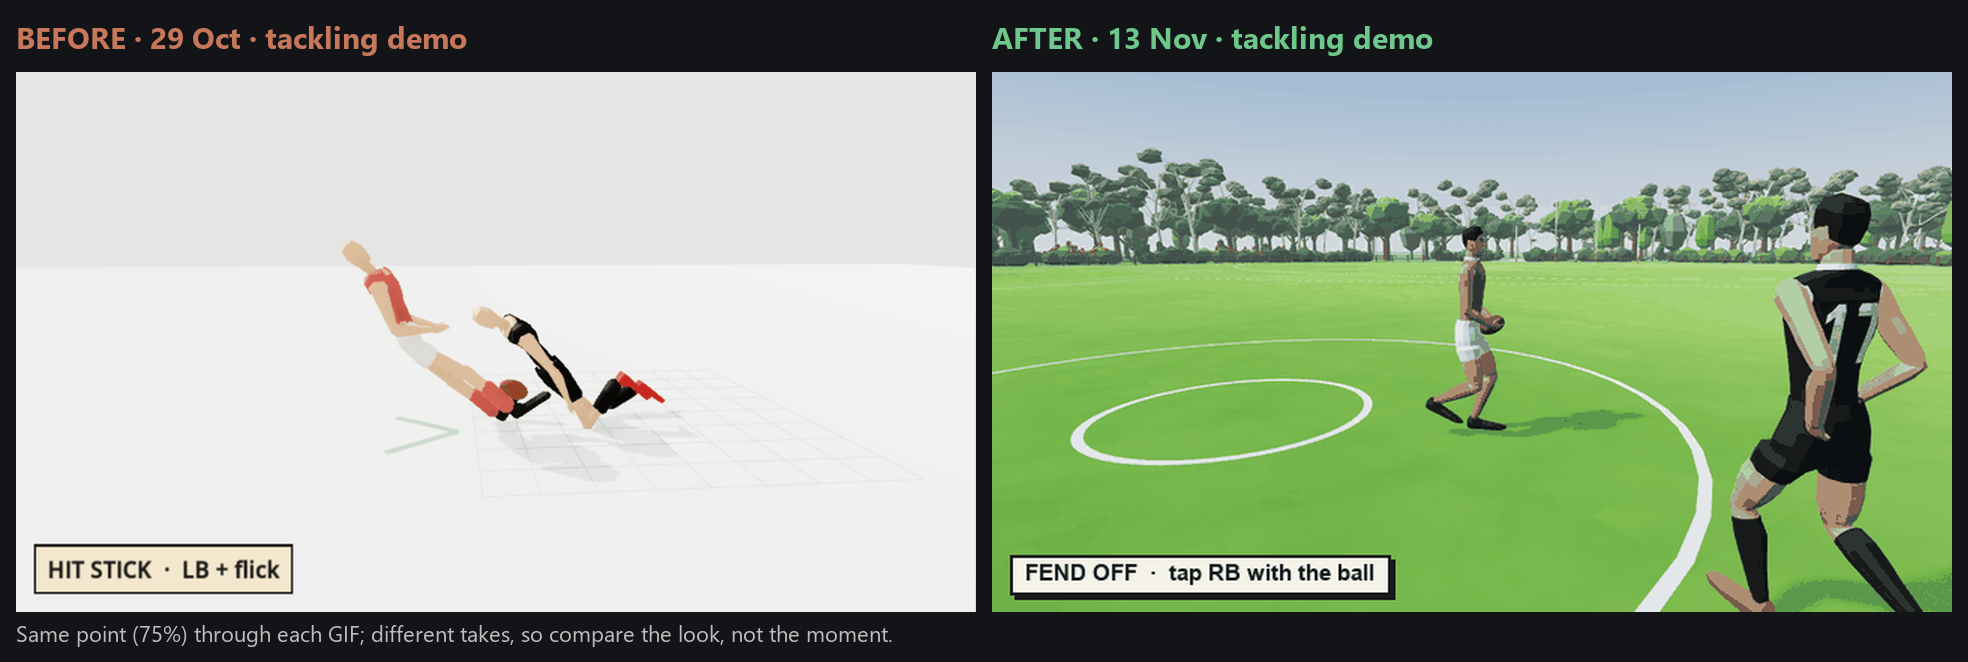 BEFORE · 29 Oct · tackling demo
AFTER · 13 Nov · tackling demo
HIT STICK · LB + flick
17
FEND OFF · tap RB with the ball
Same point (75%) through each GIF; different takes, so compare the look, not the moment.